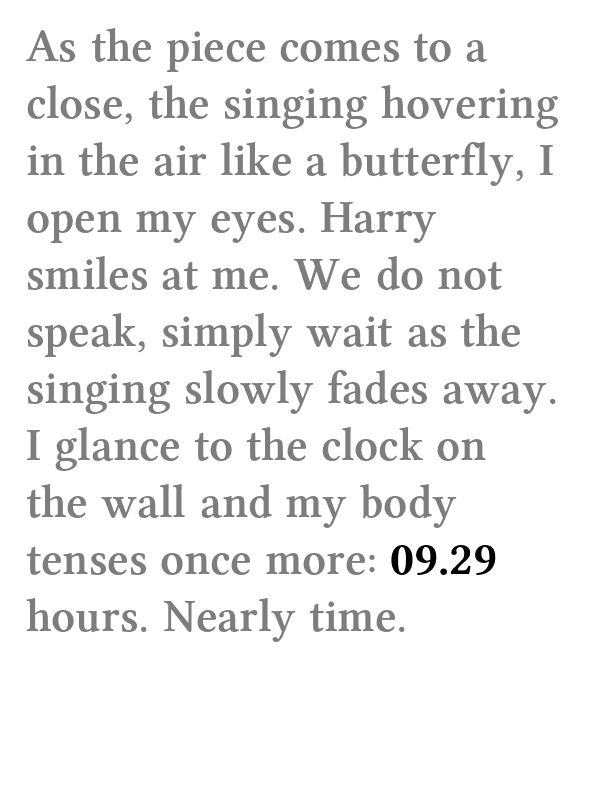 As the piece comes to a
close, the singing hovering
in the air like a butterfly, I
open my eyes. Harry
smiles at me. We do not
speak, simply wait as the
singing slowly fades away.
I glance to the clock on
the wall and my body
tenses once more: 09.29
hours. Nearly time.